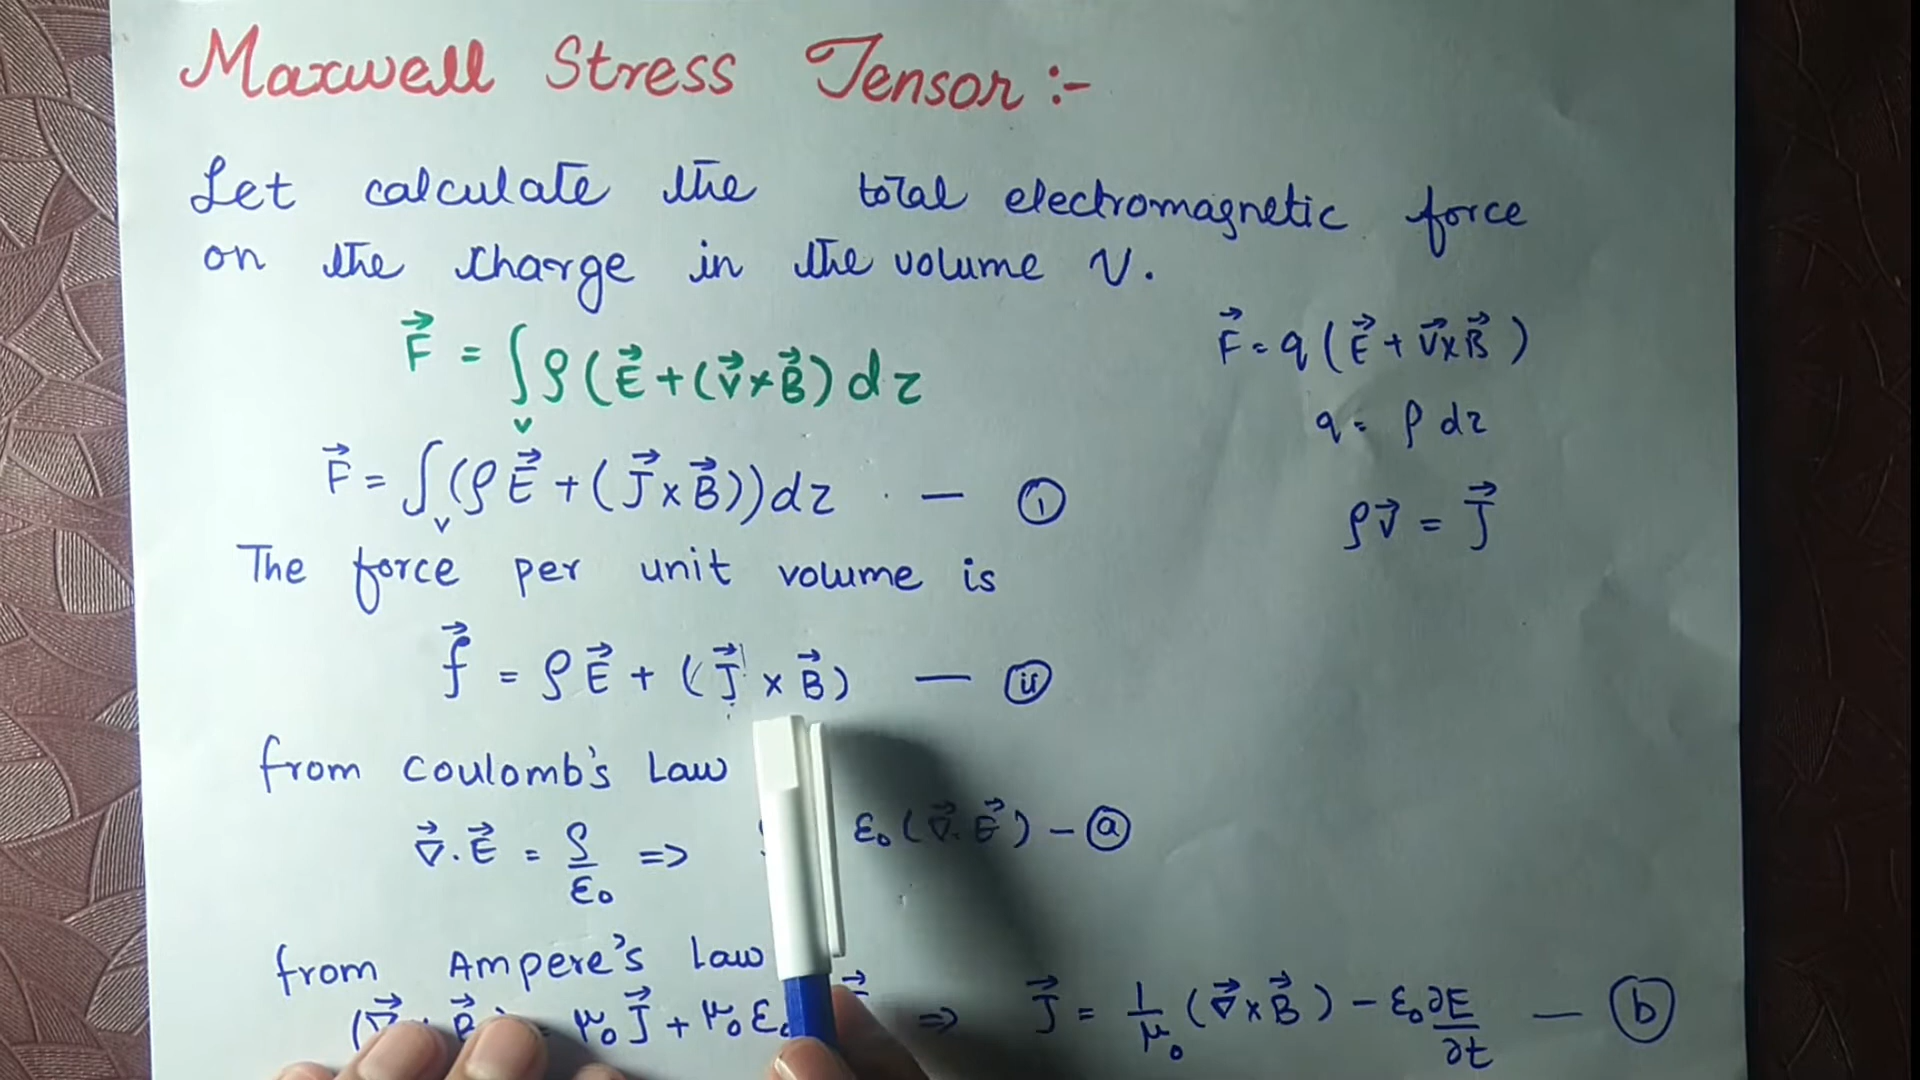 Maxwell Stress Tensor :-
Let calculate the total electromagnetic force
on the charge in the volume V.
F⃗ = ∫ᵥ ρ(E⃗ + (v⃗ × B⃗) dτ
F⃗ = q (E⃗ + v⃗ × B⃗)
q = ρ dτ
F⃗ = ∫ᵥ (ρE⃗ + (J⃗ × B⃗)) dτ — (i)
ρv⃗ = J⃗
The force per unit volume is
f⃗ = ρE⃗ + (J⃗ × B⃗) — (ii)
from Coulomb's Law
∇⃗.E⃗ = ρ/ε₀ => ε₀(∇⃗.E⃗) – (a)
from Ampere's law
μ₀J⃗ + μ₀ε₀ => J⃗ = 1/μ₀ (∇⃗ × B⃗) – ε₀ ∂E/∂t — (b)